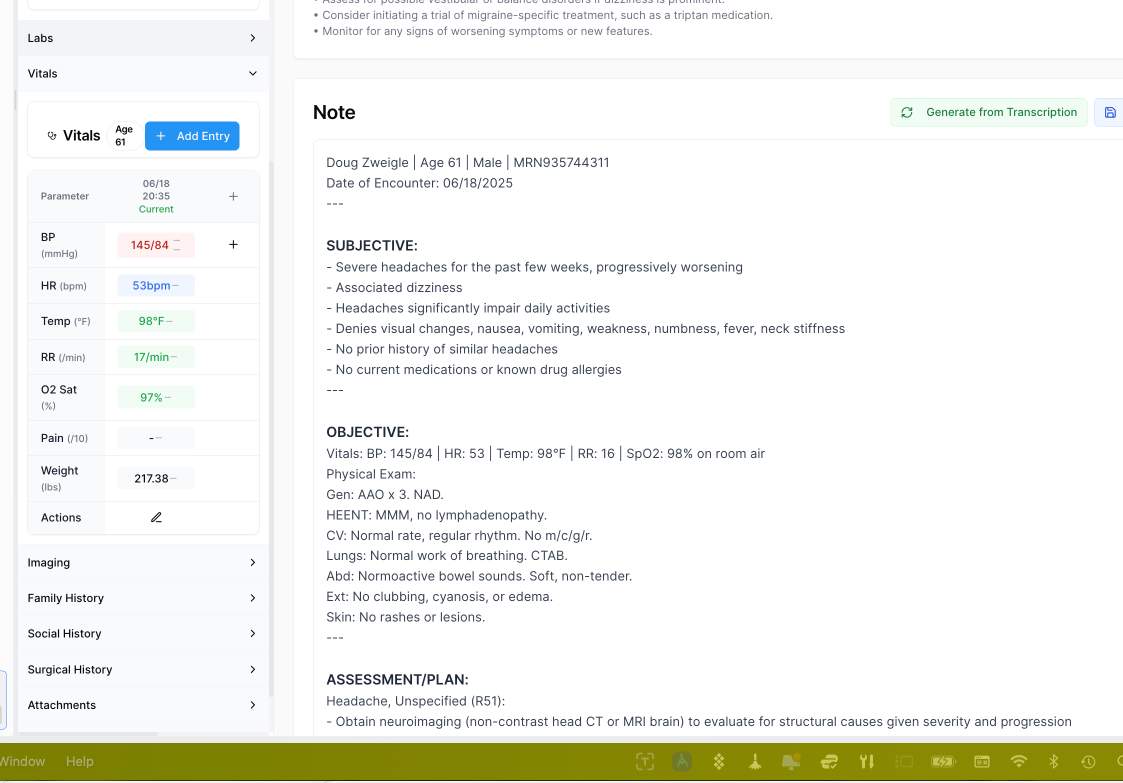 • Assess for possible vestibular or balance disorders if dizziness is prominent.
• Consider initiating a trial of migraine-specific treatment, such as a triptan medication.
• Monitor for any signs of worsening symptoms or new features.
Labs
Vitals
Vitals
Age
61
+ Add Entry
Parameter
06/18
20:35
Current
+
BP
(mmHg)
145/84
+
HR (bpm)
53bpm –
Temp (°F)
98°F –
RR (/min)
17/min –
O2 Sat
(%)
97% –
Pain (/10)
- –
Weight
(lbs)
217.38 –
Actions
Imaging
Family History
Social History
Surgical History
Attachments
Note
Generate from Transcription
Doug Zweigle | Age 61 | Male | MRN935744311
Date of Encounter: 06/18/2025
---
SUBJECTIVE:
- Severe headaches for the past few weeks, progressively worsening
- Associated dizziness
- Headaches significantly impair daily activities
- Denies visual changes, nausea, vomiting, weakness, numbness, fever, neck stiffness
- No prior history of similar headaches
- No current medications or known drug allergies
---
OBJECTIVE:
Vitals: BP: 145/84 | HR: 53 | Temp: 98°F | RR: 16 | SpO2: 98% on room air
Physical Exam:
Gen: AAO x 3. NAD.
HEENT: MMM, no lymphadenopathy.
CV: Normal rate, regular rhythm. No m/c/g/r.
Lungs: Normal work of breathing. CTAB.
Abd: Normoactive bowel sounds. Soft, non-tender.
Ext: No clubbing, cyanosis, or edema.
Skin: No rashes or lesions.
---
ASSESSMENT/PLAN:
Headache, Unspecified (R51):
- Obtain neuroimaging (non-contrast head CT or MRI brain) to evaluate for structural causes given severity and progression
Window Help